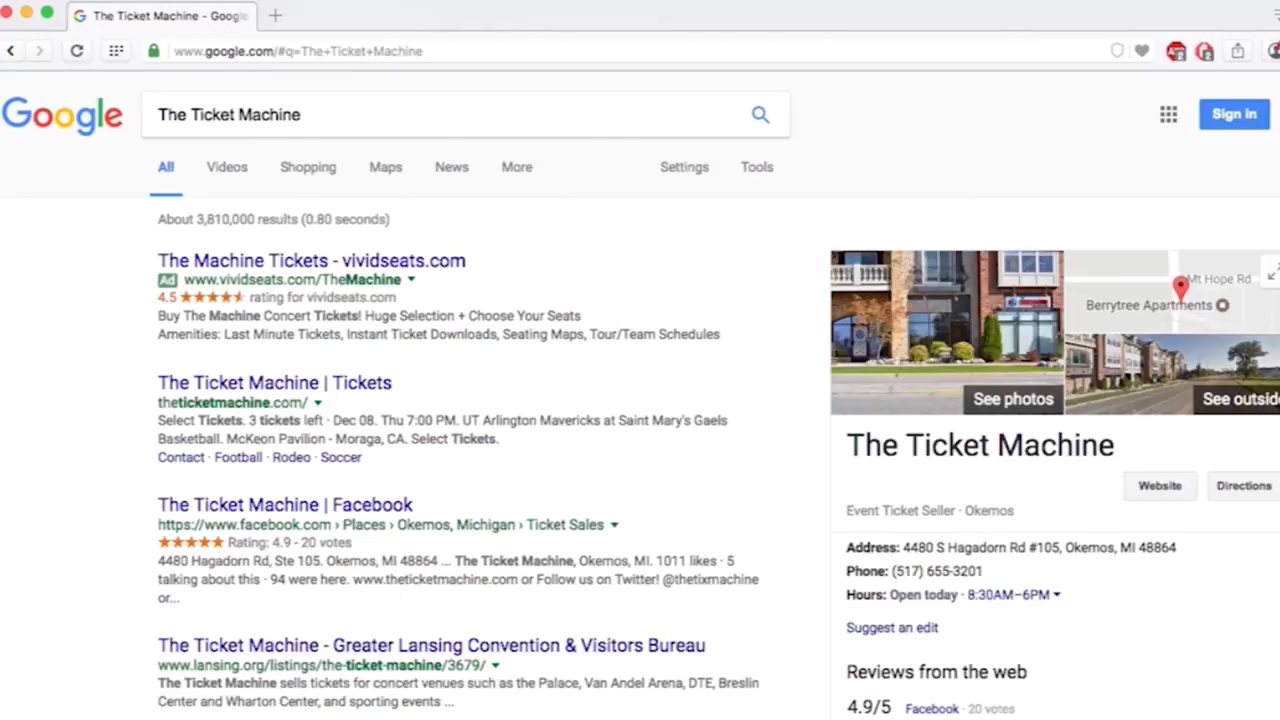 The Ticket Machine - Google
www.google.com/#q=The+Ticket+Machine
Google
The Ticket Machine
Sign in
All Videos Shopping Maps News More Settings Tools
About 3,810,000 results (0.80 seconds)
The Machine Tickets - vividseats.com
Ad www.vividseats.com/TheMachine
4.5 rating for vividseats.com
Buy The Machine Concert Tickets! Huge Selection + Choose Your Seats
Amenities: Last Minute Tickets, Instant Ticket Downloads, Seating Maps, Tour/Team Schedules
The Ticket Machine | Tickets
theticketmachine.com/
Select Tickets. 3 tickets left · Dec 08. Thu 7:00 PM. UT Arlington Mavericks at Saint Mary's Gaels
Basketball. McKeon Pavilion - Moraga, CA. Select Tickets.
Contact · Football · Rodeo · Soccer
The Ticket Machine | Facebook
https://www.facebook.com › Places › Okemos, Michigan › Ticket Sales
Rating: 4.9 - 20 votes
4480 Hagadorn Rd, Ste 105. Okemos, MI 48864 ... The Ticket Machine, Okemos, MI. 1011 likes · 5
talking about this · 94 were here. www.theticketmachine.com or Follow us on Twitter! @thetixmachine
or...
The Ticket Machine - Greater Lansing Convention & Visitors Bureau
www.lansing.org/listings/the-ticket-machine/3679/
The Ticket Machine sells tickets for concert venues such as the Palace, Van Andel Arena, DTE, Breslin
Center and Wharton Center, and sporting events ...
Mt Hope Rd
Berrytree Apartments
See photos
See outsid
The Ticket Machine
Website Directions
Event Ticket Seller · Okemos
Address: 4480 S Hagadorn Rd #105, Okemos, MI 48864
Phone: (517) 655-3201
Hours: Open today · 8:30AM–6PM
Suggest an edit
Reviews from the web
4.9/5 Facebook · 20 votes